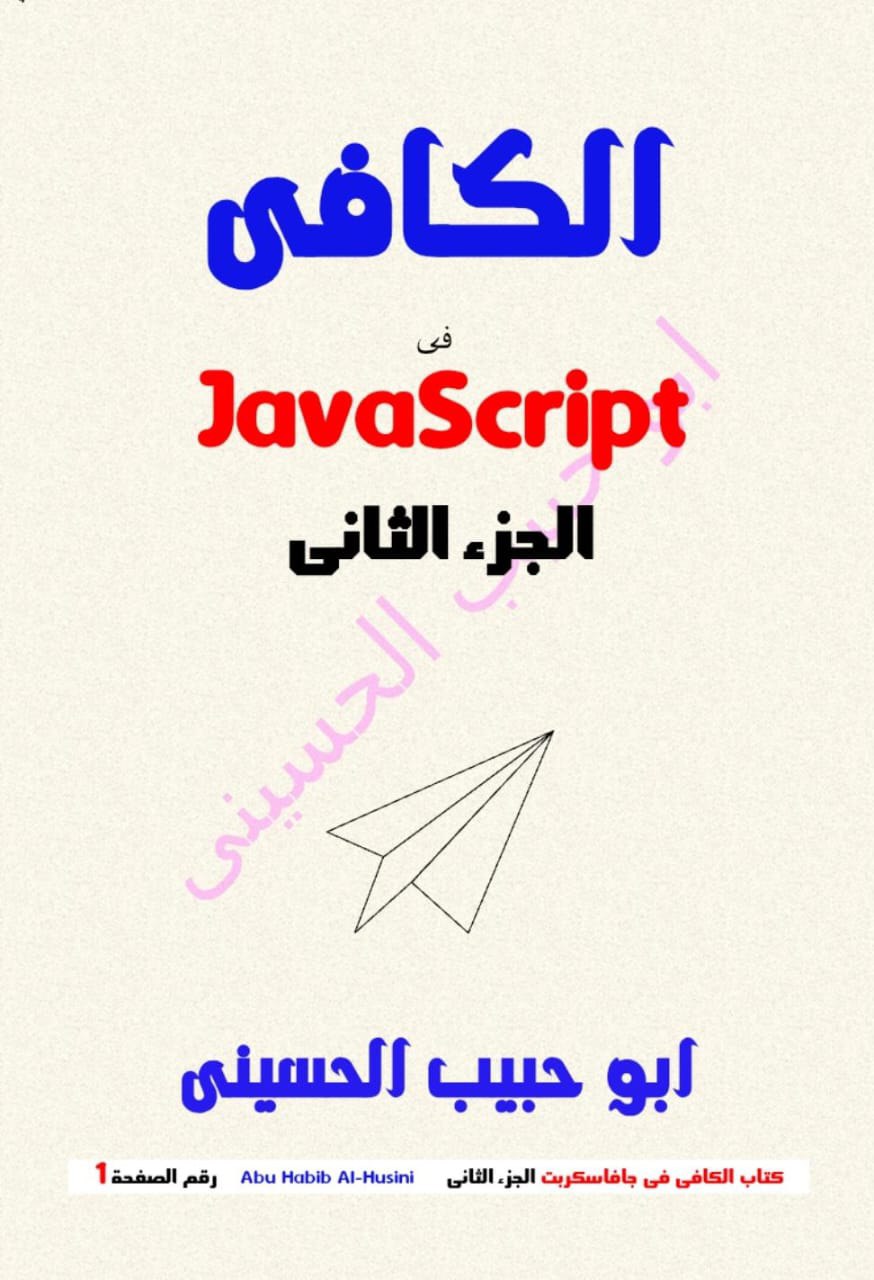 الكافى
فى
JavaScript
الجزء الثانى
ابو حبيب الحسينى
ابو حبيب الحسينى
كتاب الكافى فى جافاسكربت الجزء الثانى Abu Habib Al-Husini رقم الصفحة 1